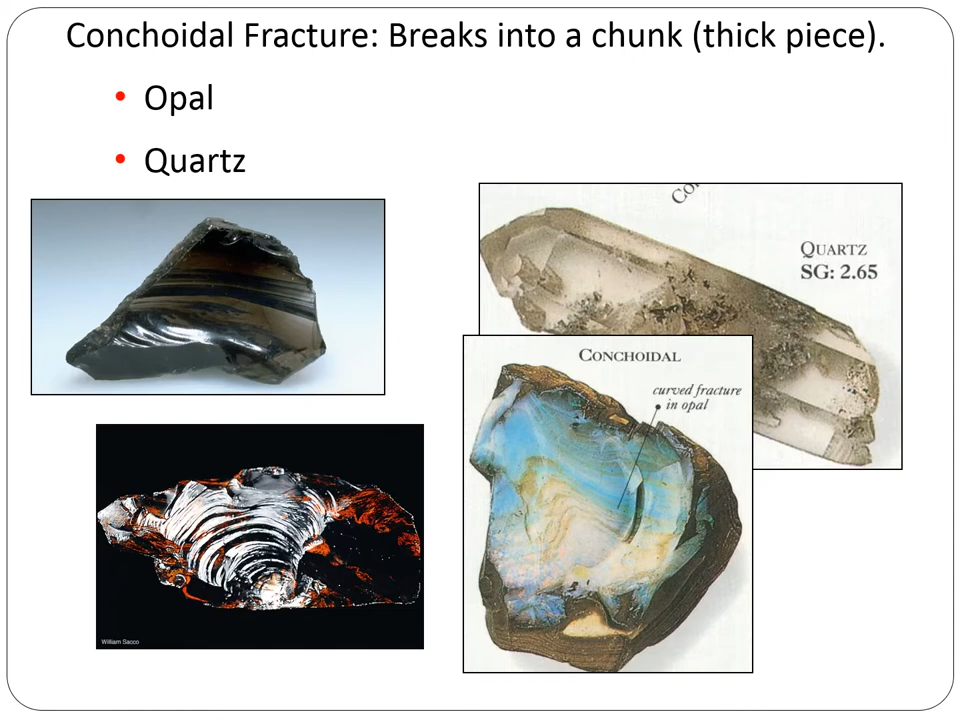 Conchoidal Fracture: Breaks into a chunk (thick piece).
• Opal
• Quartz
QUARTZ
SG: 2.65
CONCHOIDAL
curved fracture
in opal
William Sacco